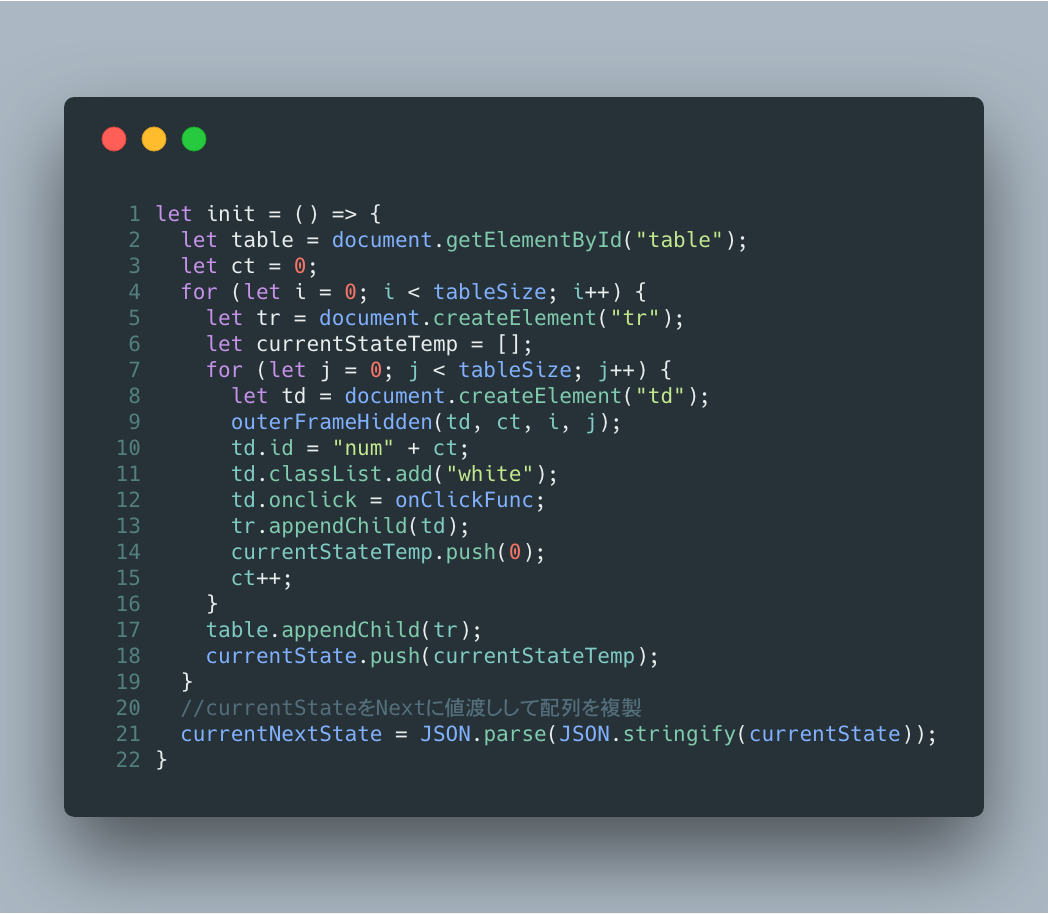 1 let init = () => {
2   let table = document.getElementById("table");
3   let ct = 0;
4   for (let i = 0; i < tableSize; i++) {
5     let tr = document.createElement("tr");
6     let currentStateTemp = [];
7     for (let j = 0; j < tableSize; j++) {
8       let td = document.createElement("td");
9       outerFrameHidden(td, ct, i, j);
10       td.id = "num" + ct;
11       td.classList.add("white");
12       td.onclick = onClickFunc;
13       tr.appendChild(td);
14       currentStateTemp.push(0);
15       ct++;
16     }
17     table.appendChild(tr);
18     currentState.push(currentStateTemp);
19   }
20   //currentStateをNextに値渡しして配列を複製
21   currentNextState = JSON.parse(JSON.stringify(currentState));
22 }